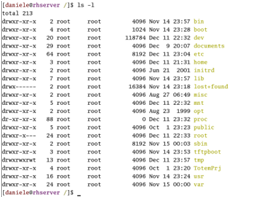 [daniele@rhserver /]$ ls -l
total 213
drwxr-xr-x 2 root root 4096 Nov 14 23:57 bin
drwxr-xr-x 4 root root 1024 Nov 14 23:28 boot
drwxr-xr-x 20 root root 118784 Dec 11 22:32 dev
drwxr-xr-x 29 root root 4096 Dec 9 20:07 documents
drwxr-xr-x 64 root root 8192 Dec 11 23:04 etc
drwxr-xr-x 3 root root 4096 Dec 11 21:31 home
drwxr-xr-x 2 root root 4096 Jun 21 2001 initrd
drwxr-xr-x 7 root root 4096 Nov 14 23:57 lib
drwx------ 2 root root 16384 Nov 14 23:18 lost+found
drwxr-xr-x 2 root root 4096 Aug 27 06:49 misc
drwxr-xr-x 5 root root 4096 Dec 11 22:32 mnt
drwxr-xr-x 2 root root 4096 Aug 23 1999 opt
dr-xr-xr-x 88 root root 0 Dec 11 23:32 proc
drwxr-xr-x 5 root root 4096 Oct 1 23:23 public
drwxr-x--- 24 root root 4096 Dec 11 22:33 root
drwxr-xr-x 2 root root 8192 Nov 15 00:03 sbin
drwxr-xr-x 3 root root 4096 Nov 14 23:53 tftpboot
drwxrwxrwt 13 root root 4096 Dec 11 23:57 tmp
drwxr-xr-x 4 root root 4096 Oct 1 23:20 TotemPrj
drwxr-xr-x 16 root root 4096 Nov 14 23:24 usr
drwxr-xr-x 24 root root 4096 Nov 15 00:00 var
[daniele@rhserver /]$ _